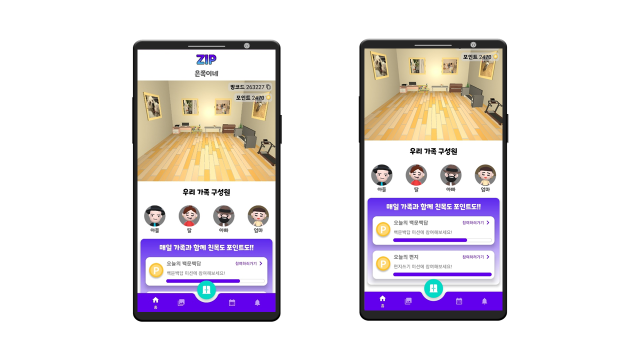 ZIP
은쪽이네
핑코드 263227
포인트 2470
우리 가족 구성원
아들
딸
아빠
엄마
매일 가족과 함께 친목도 포인트도!!
오늘의 백문백답
참여하러가기 >
백문백답 미션에 참여해보세요!
홈
포인트 2470
우리 가족 구성원
아들
딸
아빠
엄마
매일 가족과 함께 친목도 포인트도!!
오늘의 백문백답
참여하러가기 >
백문백답 미션에 참여해보세요!
오늘의 편지
참여하러가기 >
편지쓰기 미션에 참여해보세요!
홈